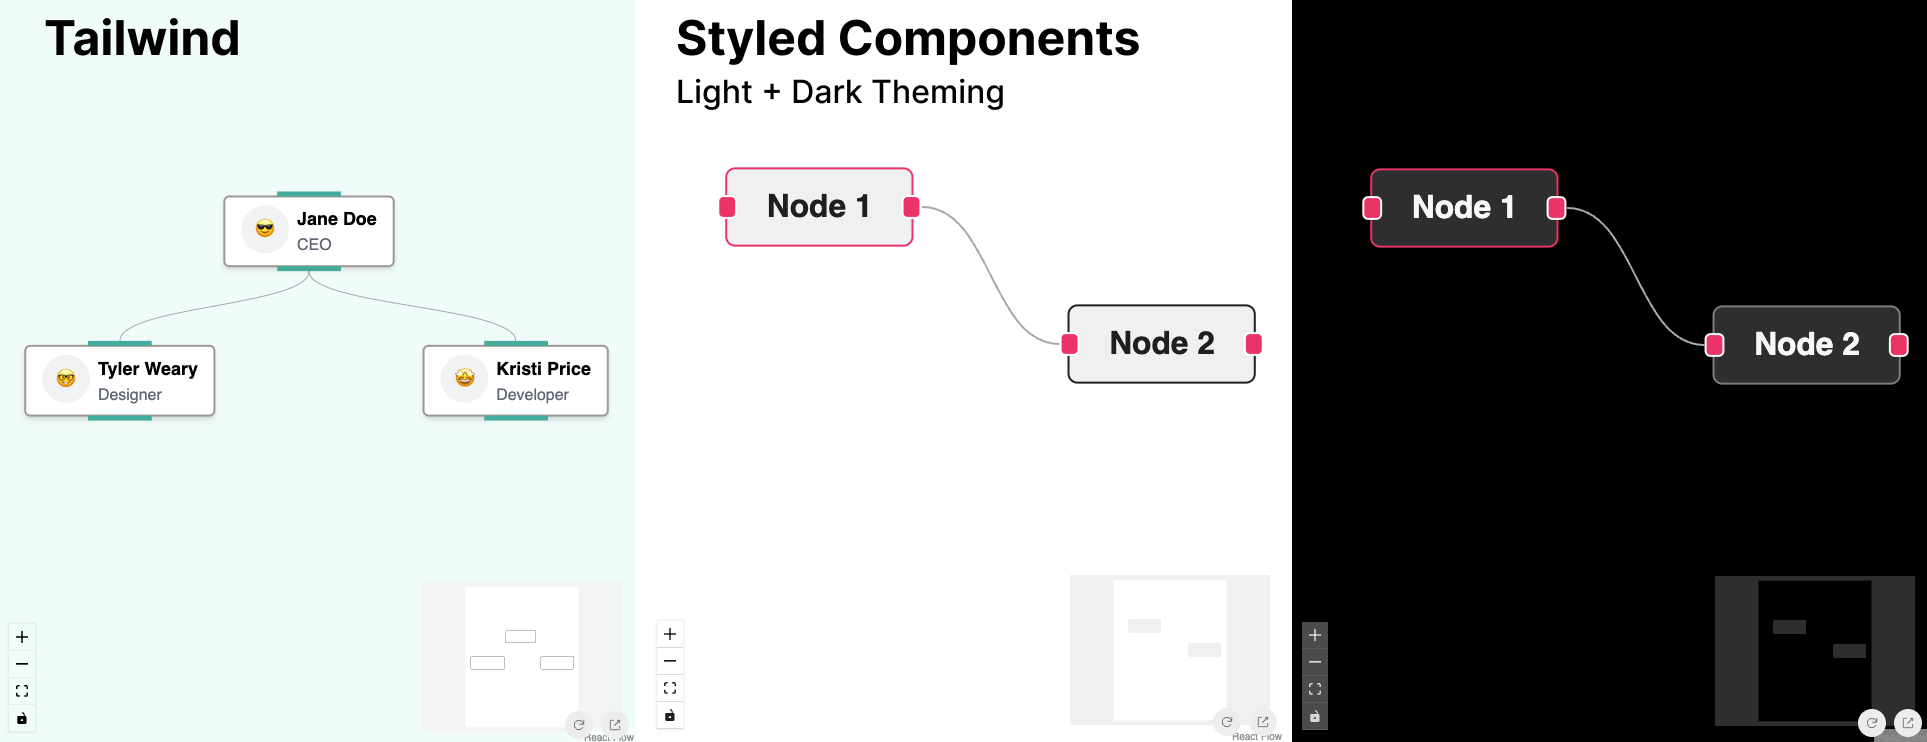 Tailwind
Jane Doe
CEO
Tyler Weary
Designer
Kristi Price
Developer
React Flow
Styled Components
Light + Dark Theming
Node 1
Node 2
React Flow
Node 1
Node 2